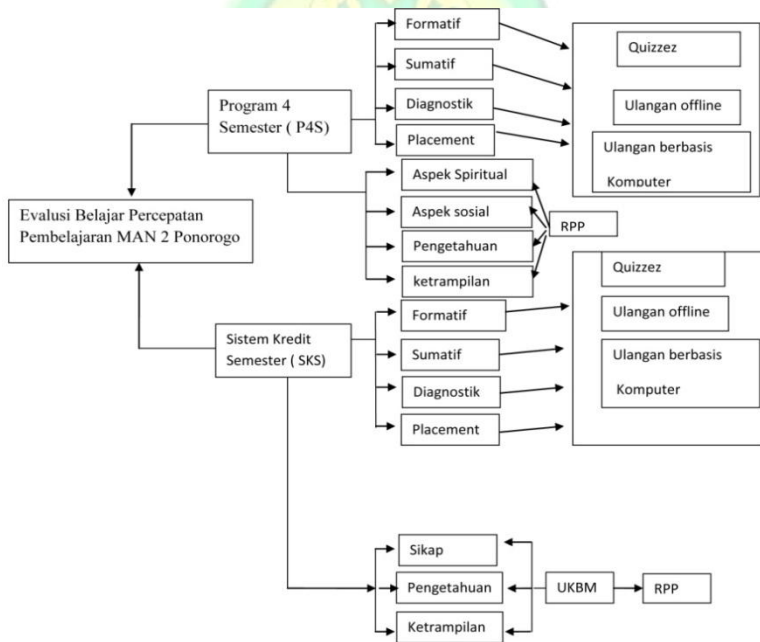 Formatif
Sumatif
Diagnostik
Placement
Quizzez
Ulangan offline
Ulangan berbasis
Komputer
Program 4
Semester ( P4S)
Aspek Spiritual
Aspek sosial
Pengetahuan
ketrampilan
RPP
Evalusi Belajar Percepatan
Pembelajaran MAN 2 Ponorogo
Sistem Kredit
Semester ( SKS)
Formatif
Sumatif
Diagnostik
Placement
Quizzez
Ulangan offline
Ulangan berbasis
Komputer
Sikap
Pengetahuan
Ketrampilan
UKBM
RPP